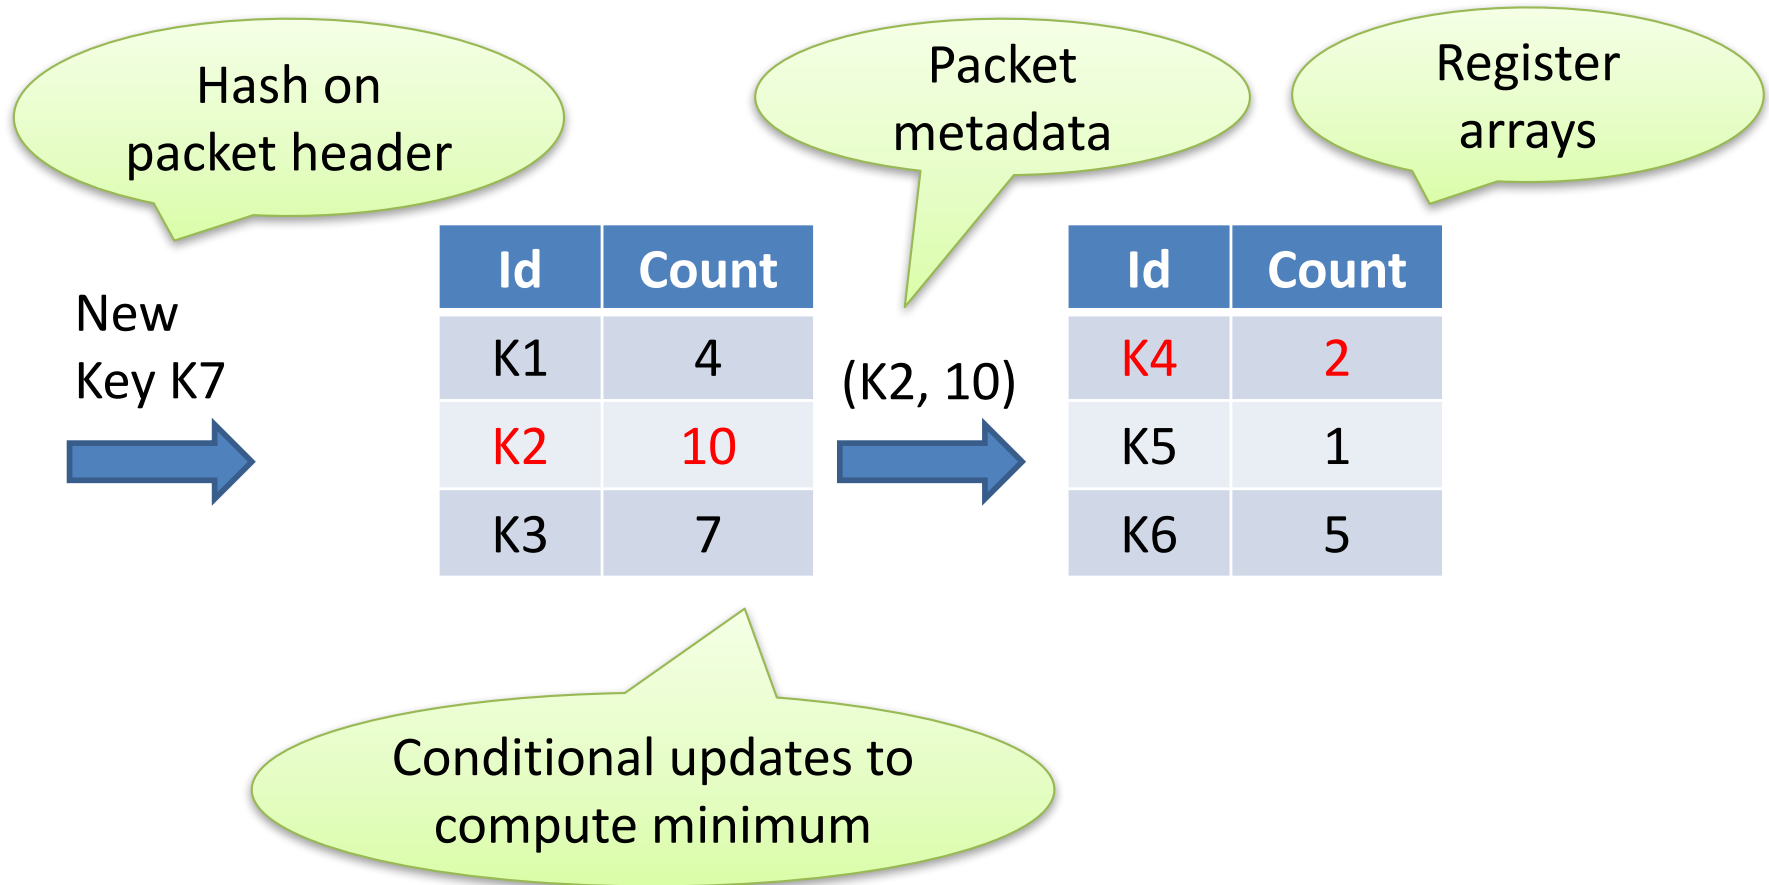 Hash on
packet header
Packet
metadata
Register
arrays
New
Key K7
Id Count
K1 4
K2 10
K3 7
(K2, 10)
Id Count
K4 2
K5 1
K6 5
Conditional updates to
compute minimum